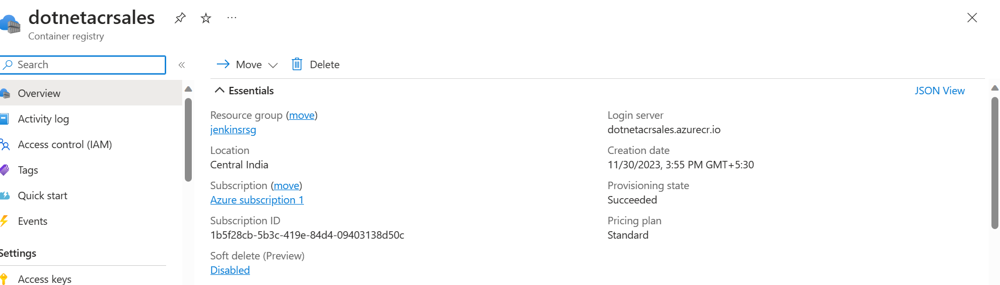 dotnetacrsales
Container registry
Search
«
Overview
Activity log
Access control (IAM)
Tags
Quick start
Events
Settings
Access keys
Move
Delete
Essentials
JSON View
Resource group (move)
jenkinsrsg
Location
Central India
Subscription (move)
Azure subscription 1
Subscription ID
1b5f28cb-5b3c-419e-84d4-09403138d50c
Soft delete (Preview)
Disabled
Login server
dotnetacrsales.azurecr.io
Creation date
11/30/2023, 3:55 PM GMT+5:30
Provisioning state
Succeeded
Pricing plan
Standard